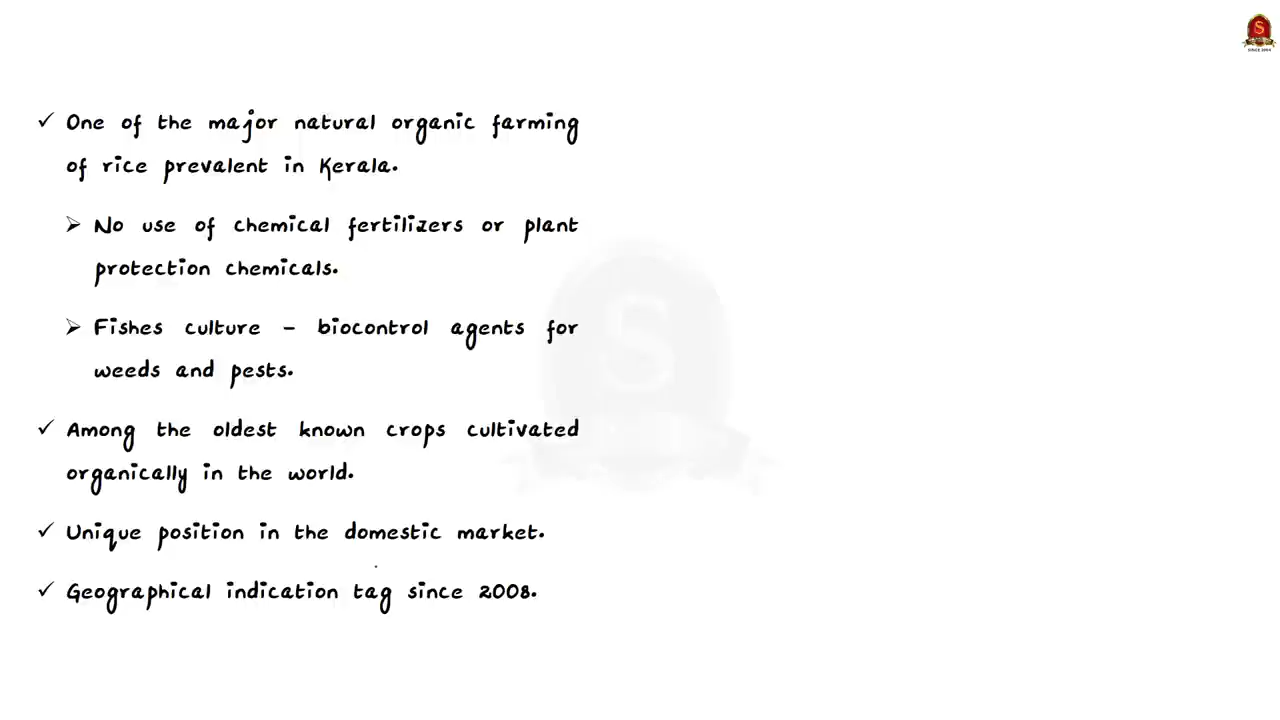 ✓ One of the major natural organic farming
of rice prevalent in Kerala.
➢ No use of chemical fertilizers or plant
protection chemicals.
➢ Fishes culture – biocontrol agents for
weeds and pests.
✓ Among the oldest known crops cultivated
organically in the world.
✓ Unique position in the domestic market.
✓ Geographical indication tag since 2008.
S
S